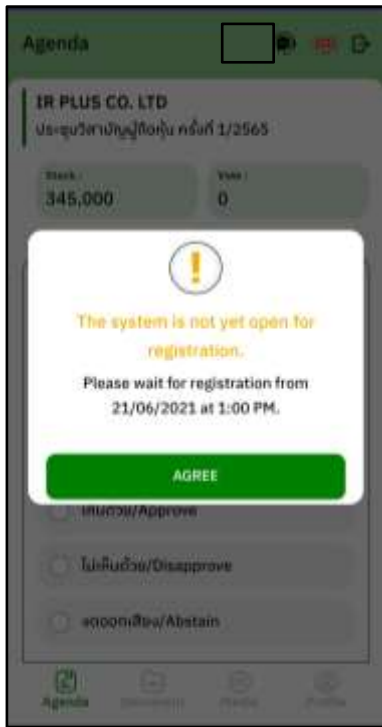 Agenda
IR PLUS CO. LTD
ประชุมวิสามัญผู้ถือหุ้น ครั้งที่ 1/2565
Stock :
Vote :
345,000
0
The system is not yet open for
registration.
Please wait for registration from
21/06/2021 at 1:00 PM.
AGREE
เห็นด้วย/Approve
ไม่เห็นด้วย/Disapprove
งดออกเสียง/Abstain
Agenda
Document
Media
Profile